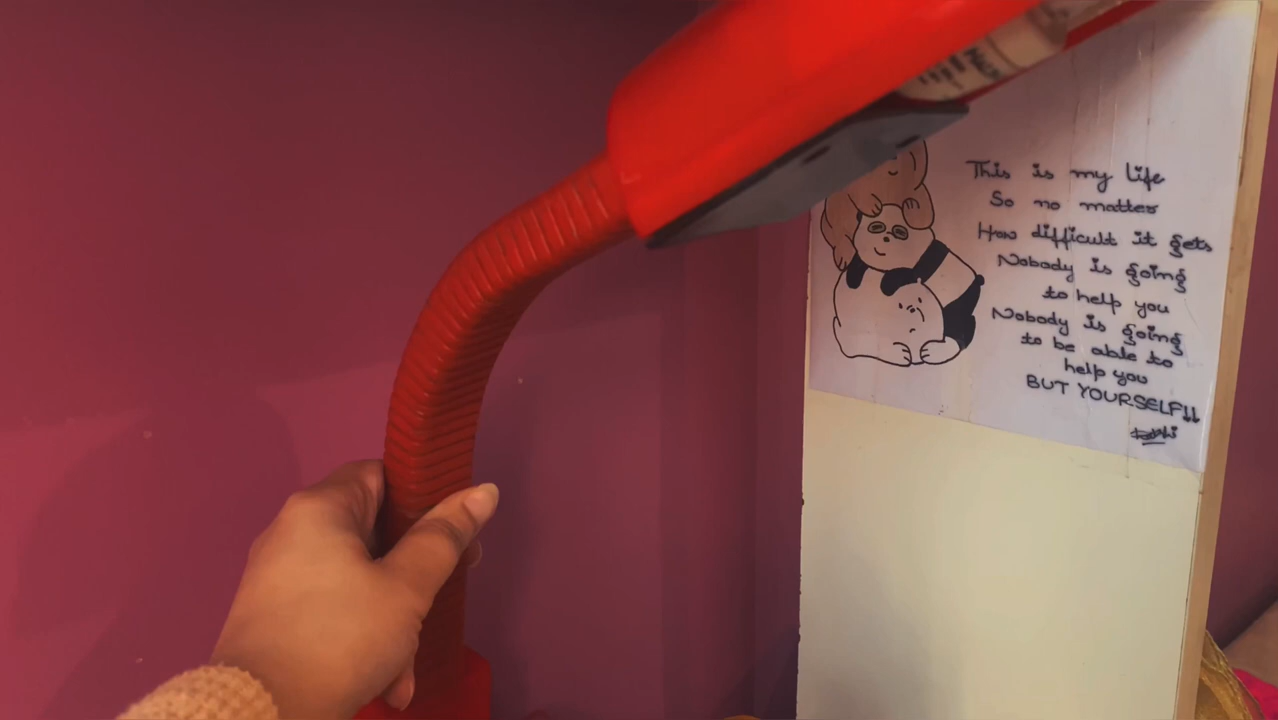 This is my life
So no matter
How difficult it gets
Nobody is going
to help you
Nobody is going
to be able to
help you
BUT YOURSELF!!